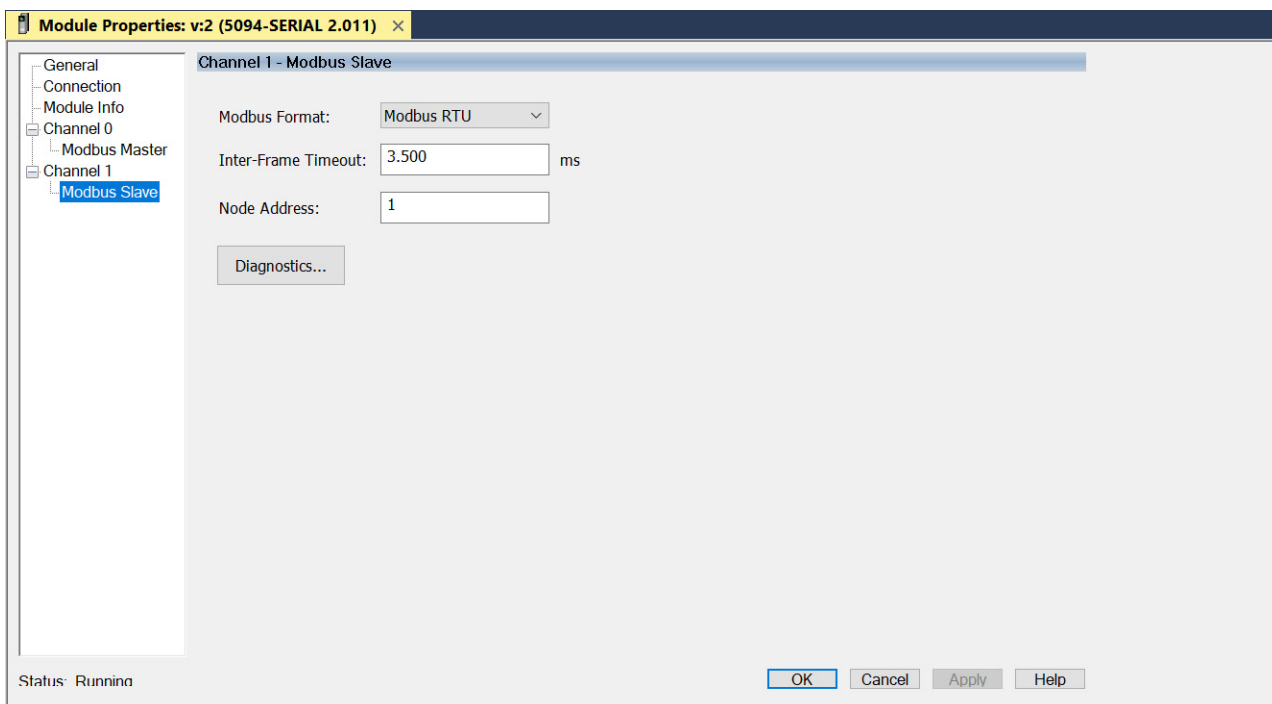 Module Properties: v:2 (5094-SERIAL 2.011)
General
Connection
Module Info
Channel 0
Modbus Master
Channel 1
Modbus Slave
Channel 1 - Modbus Slave
Modbus Format: Modbus RTU
Inter-Frame Timeout: 3.500 ms
Node Address: 1
Diagnostics...
Status: Running
OK Cancel Apply Help